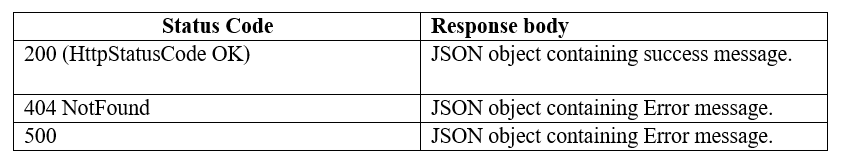 Status Code Response body
200 (HttpStatusCode OK) JSON object containing success message.
404 NotFound JSON object containing Error message.
500 JSON object containing Error message.